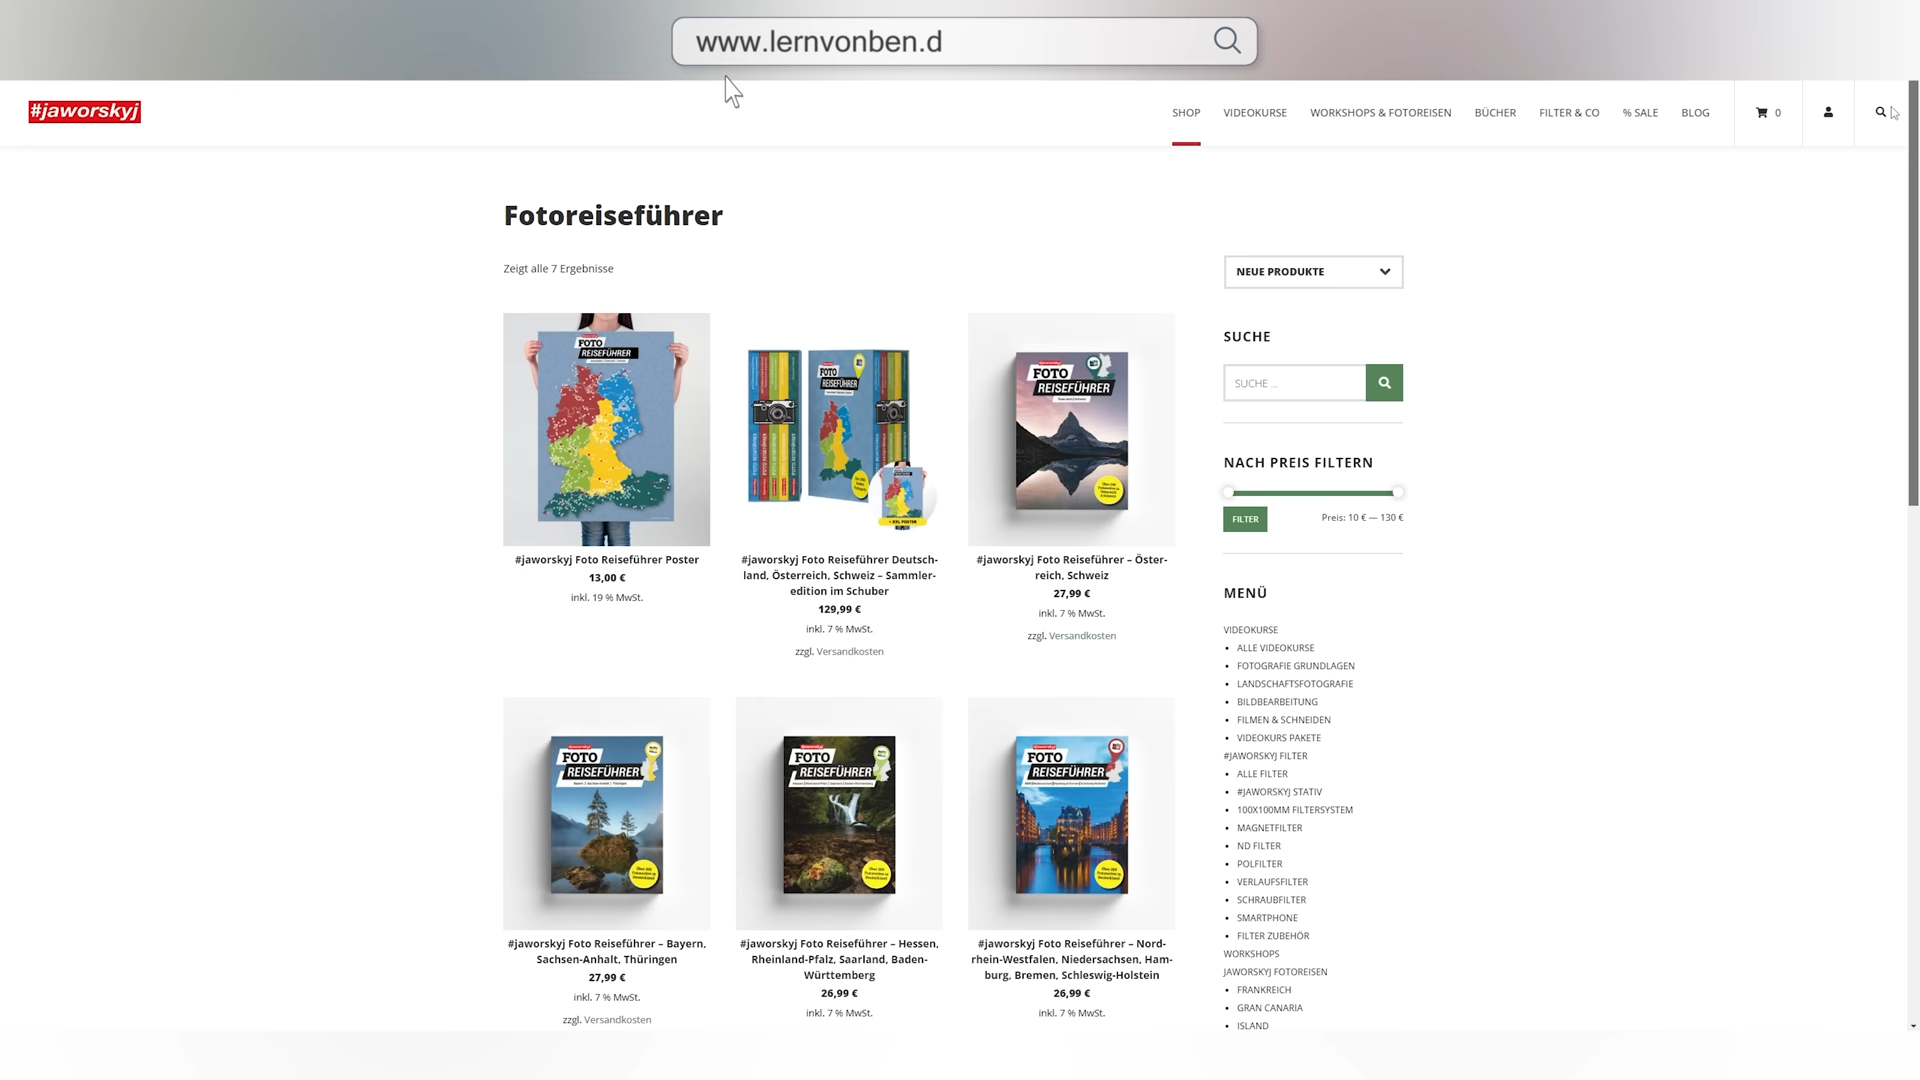 www.lernvonben.d
#jaworskyj
SHOP VIDEOKURSE WORKSHOPS & FOTOREISEN BÜCHER FILTER & CO % SALE BLOG 0
Fotoreiseführer
Zeigt alle 7 Ergebnisse
NEUE PRODUKTE
SUCHE
SUCHE ...
NACH PREIS FILTERN
FILTER
Preis: 10 € — 130 €
FOTO
REISEFÜHRER
FOTO
REISEFÜHRER
FOTO
REISEFÜHRER
#jaworskyj Foto Reiseführer Poster
13,00 €
inkl. 19 % MwSt.
#jaworskyj Foto Reiseführer Deutsch-
land, Österreich, Schweiz – Sammler-
edition im Schuber
129,99 €
inkl. 7 % MwSt.
zzgl. Versandkosten
#jaworskyj Foto Reiseführer – Öster-
reich, Schweiz
27,99 €
inkl. 7 % MwSt.
zzgl. Versandkosten
FOTO
REISEFÜHRER
FOTO
REISEFÜHRER
FOTO
REISEFÜHRER
#jaworskyj Foto Reiseführer – Bayern,
Sachsen-Anhalt, Thüringen
27,99 €
inkl. 7 % MwSt.
zzgl. Versandkosten
#jaworskyj Foto Reiseführer – Hessen,
Rheinland-Pfalz, Saarland, Baden-
Württemberg
26,99 €
inkl. 7 % MwSt.
#jaworskyj Foto Reiseführer – Nord-
rhein-Westfalen, Niedersachsen, Ham-
burg, Bremen, Schleswig-Holstein
26,99 €
inkl. 7 % MwSt.
MENÜ
VIDEOKURSE
ALLE VIDEOKURSE
FOTOGRAFIE GRUNDLAGEN
LANDSCHAFTSFOTOGRAFIE
BILDBEARBEITUNG
FILMEN & SCHNEIDEN
VIDEOKURS PAKETE
#JAWORSKYJ FILTER
ALLE FILTER
#JAWORSKYJ STATIV
100X100MM FILTERSYSTEM
MAGNETFILTER
ND FILTER
POLFILTER
VERLAUFSFILTER
SCHRAUBFILTER
SMARTPHONE
FILTER ZUBEHÖR
WORKSHOPS
JAWORSKYJ FOTOREISEN
FRANKREICH
GRAN CANARIA
ISLAND